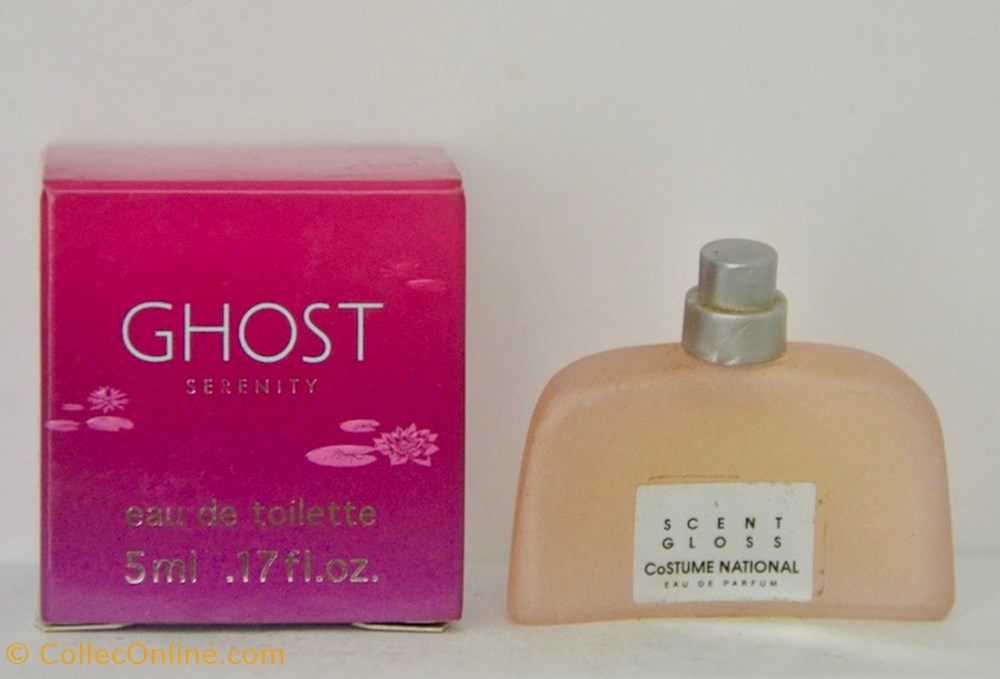 GHOST
SERENITY
eau de toilette
5ml .17fl.oz.
SCENT
GLOSS
CoSTUME NATIONAL
EAU DE PARFUM
© CollecOnline.com